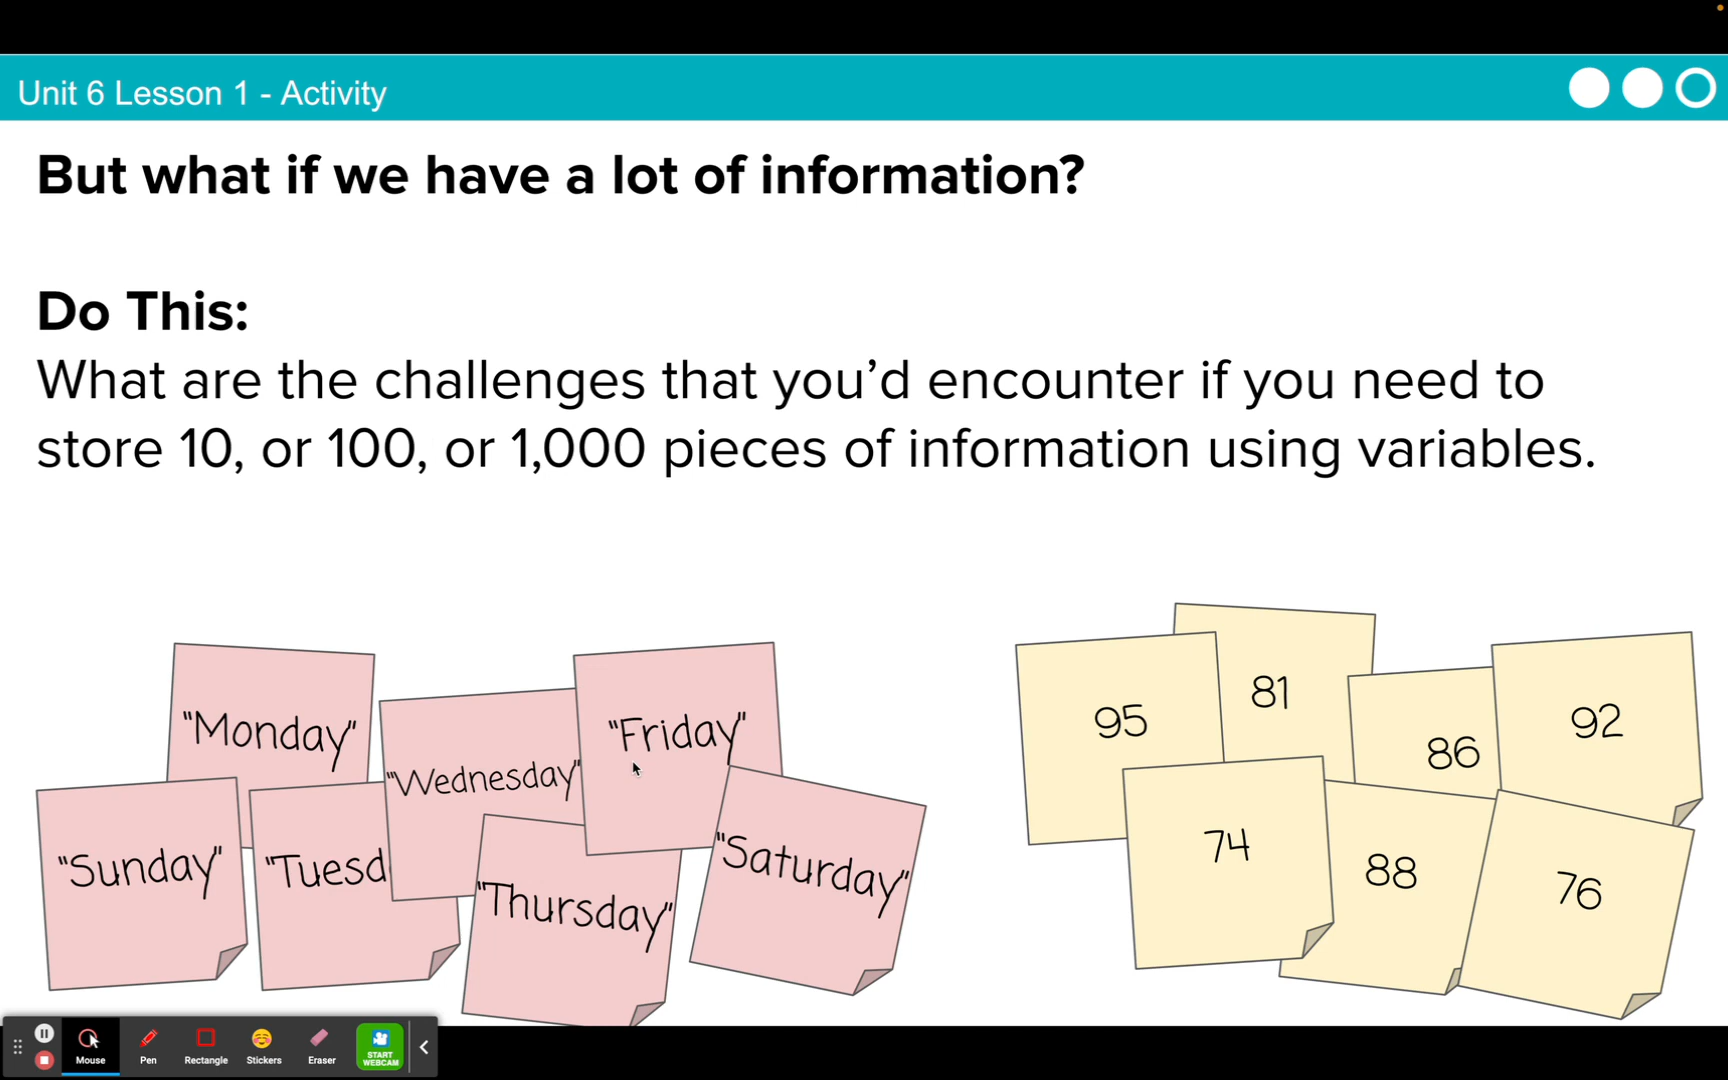 Unit 6 Lesson 1 - Activity
But what if we have a lot of information?
Do This:
What are the challenges that you’d encounter if you need to
store 10, or 100, or 1,000 pieces of information using variables.
"Monday"
"Wednesday"
"Friday"
"Sunday"
"Tuesd
"Thursday"
"Saturday"
95
81
86
92
74
88
76
Mouse
Pen
Rectangle
Stickers
Eraser
START
WEBCAM